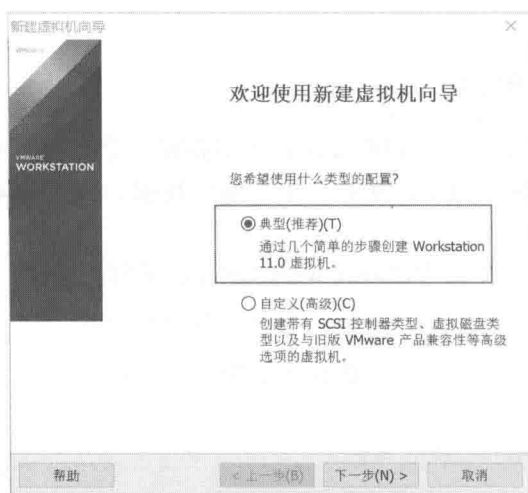 新建虚拟机向导
VMWARE
WORKSTATION
欢迎使用新建虚拟机向导
您希望使用什么类型的配置?
典型(推荐)(T)
通过几个简单的步骤创建 Workstation
11.0 虚拟机。
自定义(高级)(C)
创建带有 SCSI 控制器类型、虚拟磁盘类
型以及与旧版 VMware 产品兼容性等高级
选项的虚拟机。
帮助
< 上一步(B)
下一步(N) >
取消